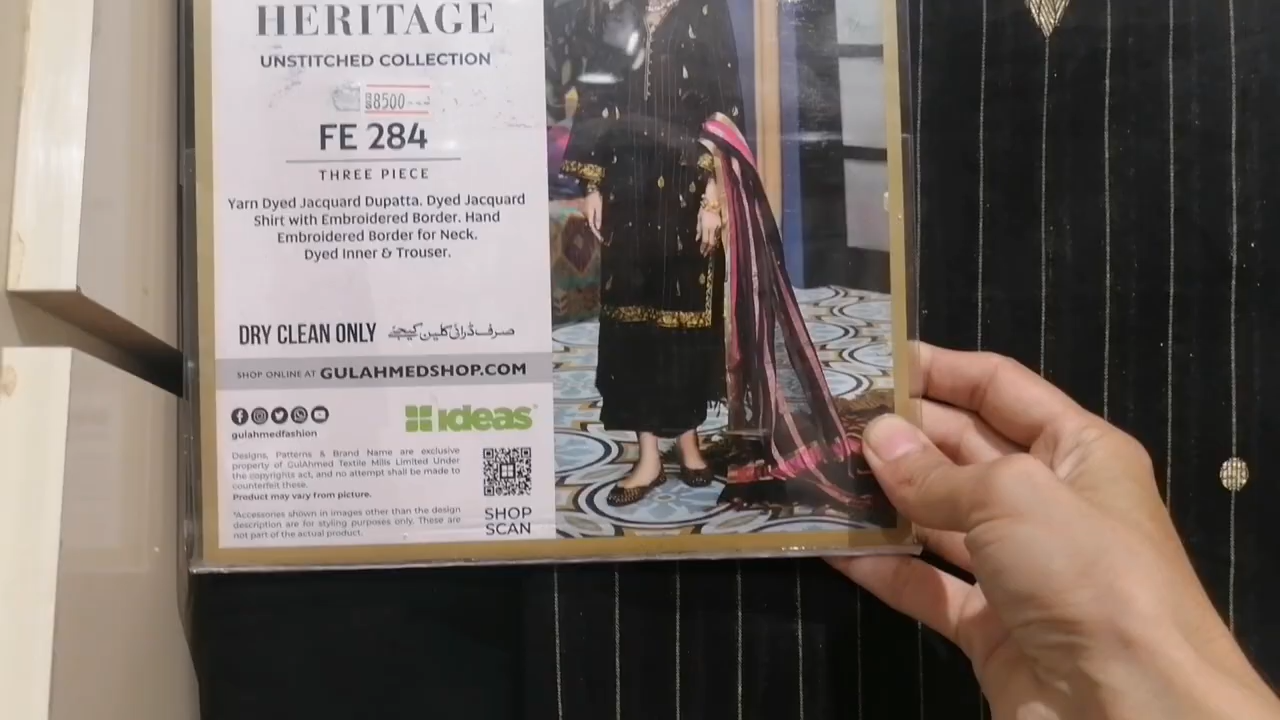 HERITAGE
UNSTITCHED COLLECTION
8500
FE 284
THREE PIECE
Yarn Dyed Jacquard Dupatta. Dyed Jacquard
Shirt with Embroidered Border. Hand
Embroidered Border for Neck.
Dyed Inner & Trouser.
DRY CLEAN ONLY صرف ڈرائی کلین کیجئے
SHOP ONLINE AT GULAHMEDSHOP.COM
gulahmedfashion
ideas
Designs, Patterns & Brand Name are exclusive
property of GulAhmed Textile Mills Limited Under
the copyrights act, and no attempt shall be made to
counterfeit these.
Product may vary from picture.
*Accessories shown in images other than the design
description are for styling purposes only. These are
not part of the actual product.
SHOP
SCAN